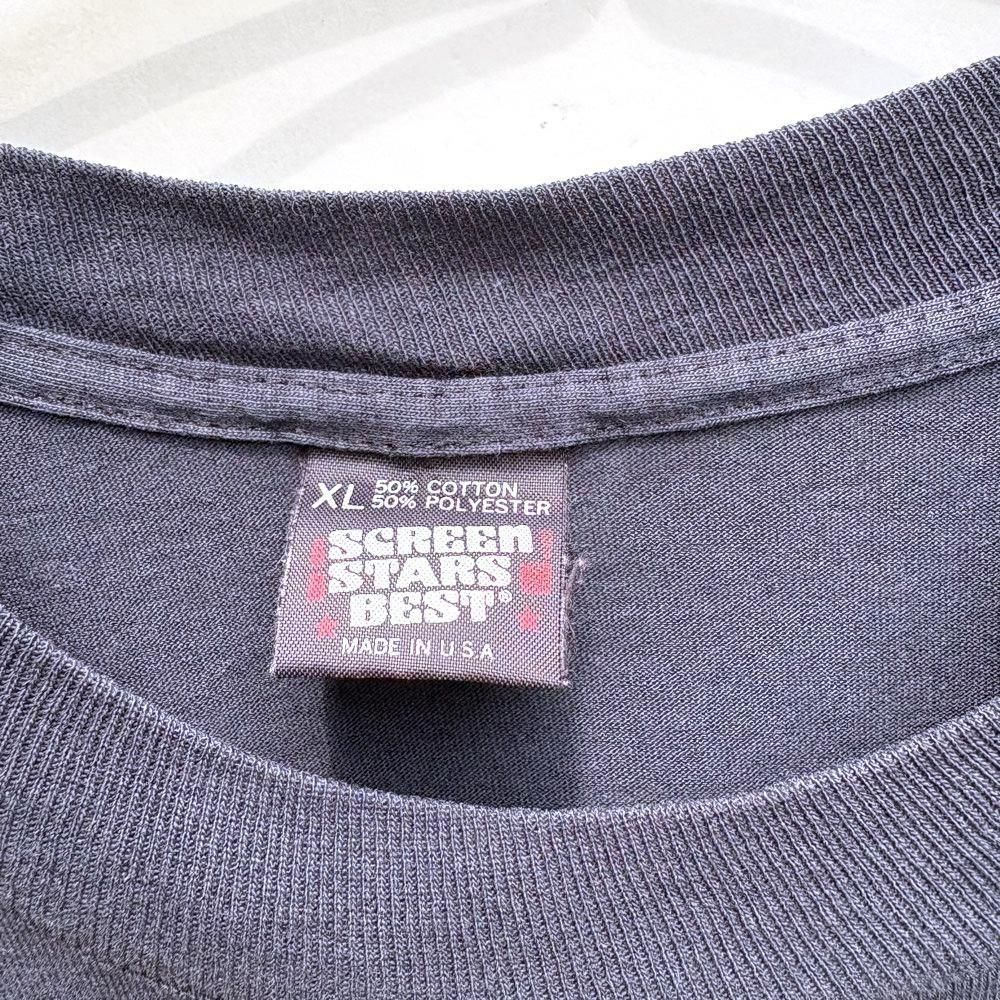 XL 50% COTTON
50% POLYESTER
SCREEN
STARS
BEST®
MADE IN U S A